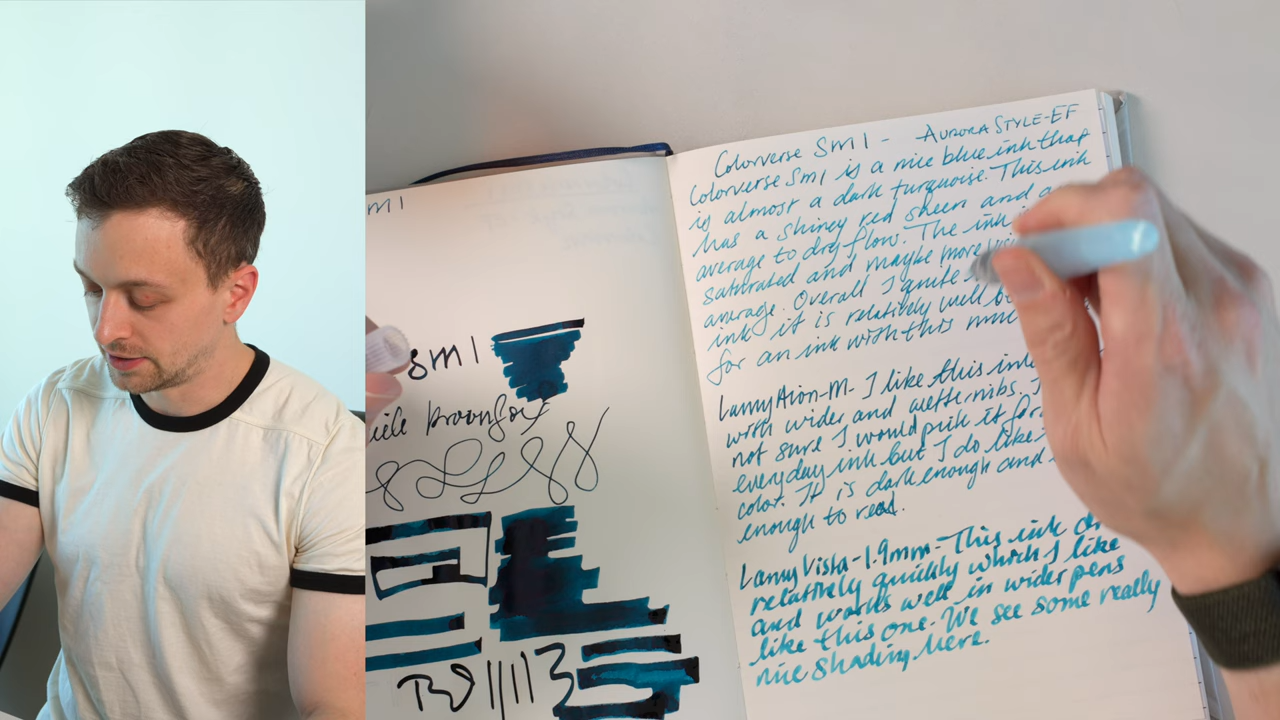 m1
sm1
Colorverse Sm1 - Aurora Style-EF
Colorverse Sm1 is a nice blue ink that
is almost a dark turquoise. This ink
has a shiney red sheen and a
average to dry flow. The ink is
saturated and maybe more
average. Overall I quite
ink it is relatively well
for an ink with this much
Lamy Aion-M- I like this ink
with wider and wetter nibs. I
not sure I would pick it for
everyday ink but I do like
color. It is dark enough and
enough to read.
Lamy Vista-1.9mm-This ink
relatively quickly which I like
and works well in wider pens
like this one. We see some really
nice shading here.